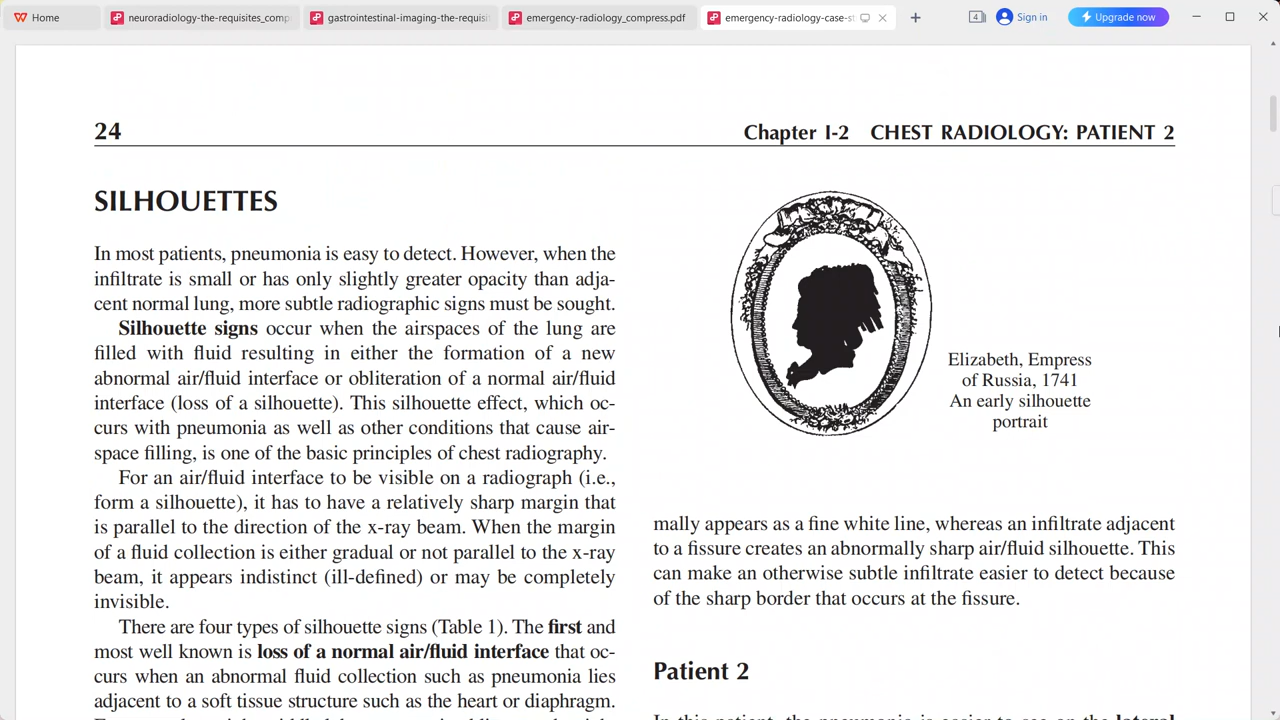 Home
neuroradiology-the-requisites_comp
gastrointestinal-imaging-the-requisit
emergency-radiology_compress.pdf
emergency-radiology-case-st
4
Sign in
Upgrade now
24
Chapter I-2 CHEST RADIOLOGY: PATIENT 2
SILHOUETTES
In most patients, pneumonia is easy to detect. However, when the
infiltrate is small or has only slightly greater opacity than adja-
cent normal lung, more subtle radiographic signs must be sought.
Silhouette signs occur when the airspaces of the lung are
filled with fluid resulting in either the formation of a new
abnormal air/fluid interface or obliteration of a normal air/fluid
interface (loss of a silhouette). This silhouette effect, which oc-
curs with pneumonia as well as other conditions that cause air-
space filling, is one of the basic principles of chest radiography.
For an air/fluid interface to be visible on a radiograph (i.e.,
form a silhouette), it has to have a relatively sharp margin that
is parallel to the direction of the x-ray beam. When the margin
of a fluid collection is either gradual or not parallel to the x-ray
beam, it appears indistinct (ill-defined) or may be completely
invisible.
There are four types of silhouette signs (Table 1). The first and
most well known is loss of a normal air/fluid interface that oc-
curs when an abnormal fluid collection such as pneumonia lies
adjacent to a soft tissue structure such as the heart or diaphragm.
Elizabeth, Empress
of Russia, 1741
An early silhouette
portrait
mally appears as a fine white line, whereas an infiltrate adjacent
to a fissure creates an abnormally sharp air/fluid silhouette. This
can make an otherwise subtle infiltrate easier to detect because
of the sharp border that occurs at the fissure.
Patient 2
In this patient, the pneumonia is easier to see on the lateral